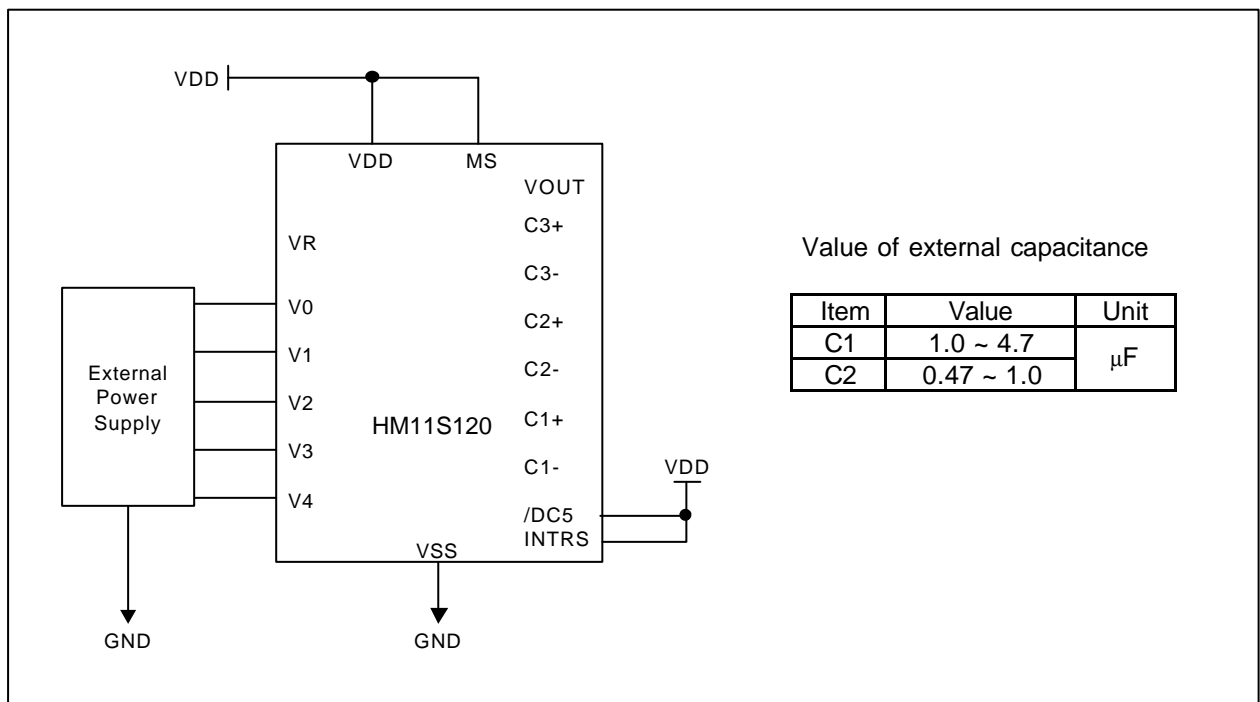 VDD
VDD MS
VOUT
C3+
VR
C3-
V0
C2+
V1
C2-
External
Power
Supply
V2
HM11S120
C1+
V3
C1-
VDD
V4
/DC5
INTRS
VSS
GND
GND
Value of external capacitance
Item Value Unit
C1 1.0 ~ 4.7 μF
C2 0.47 ~ 1.0